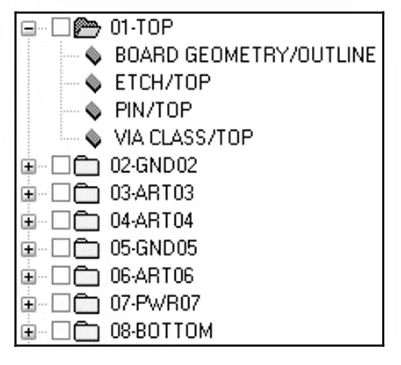 01-TOP
BOARD GEOMETRY/OUTLINE
ETCH/TOP
PIN/TOP
VIA CLASS/TOP
02-GND02
03-ART03
04-ART04
05-GND05
06-ART06
07-PWR07
08-BOTTOM